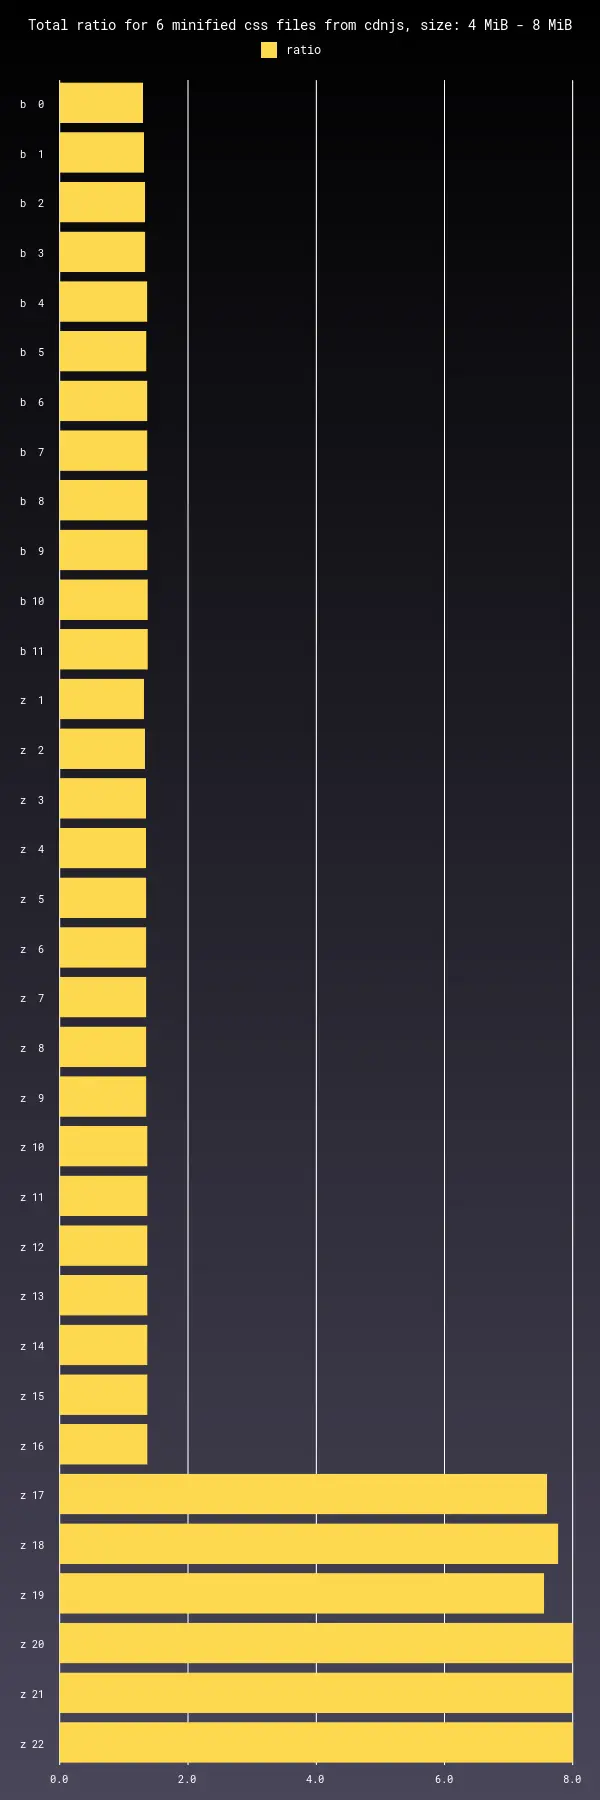 Total ratio for 6 minified css files from cdnjs, size: 4 MiB - 8 MiB
ratio
b 0
b 1
b 2
b 3
b 4
b 5
b 6
b 7
b 8
b 9
b 10
b 11
z 1
z 2
z 3
z 4
z 5
z 6
z 7
z 8
z 9
z 10
z 11
z 12
z 13
z 14
z 15
z 16
z 17
z 18
z 19
z 20
z 21
z 22
0.0 2.0 4.0 6.0 8.0